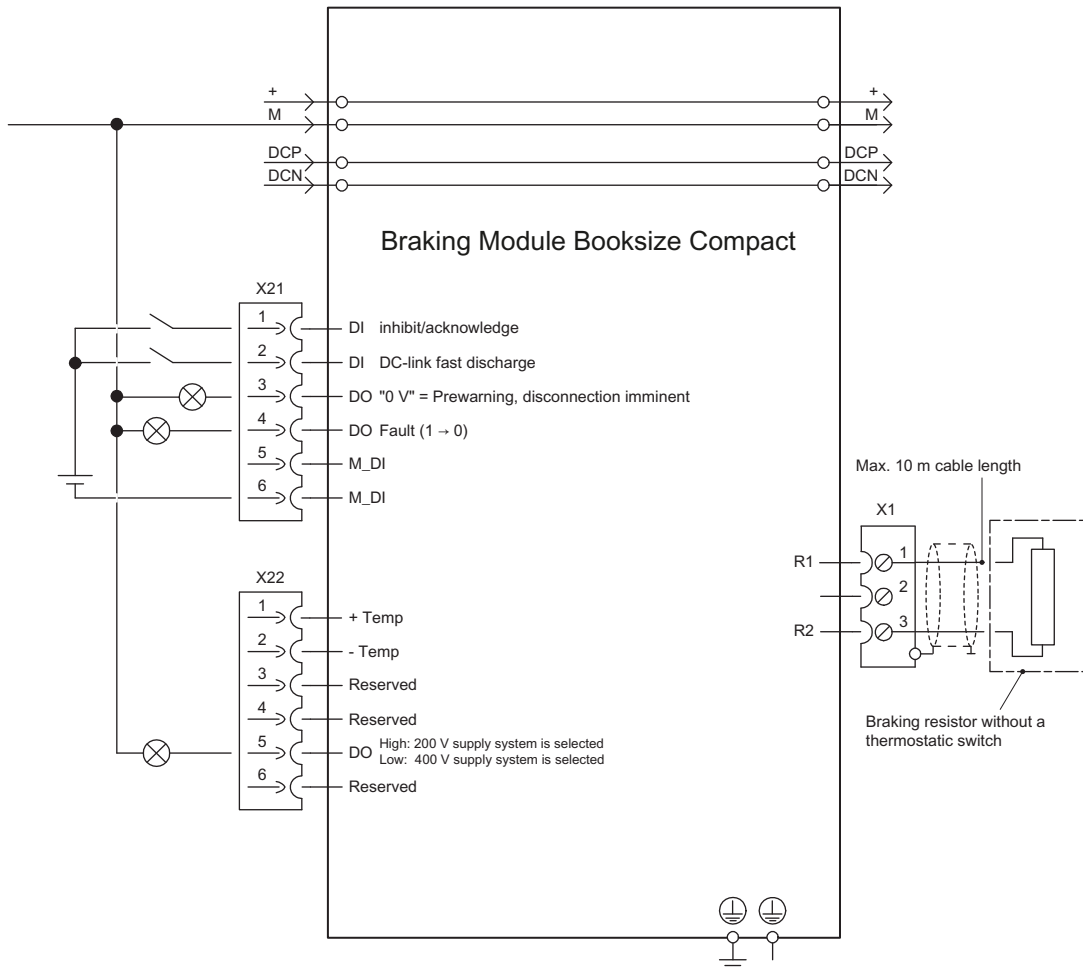 + +
M M
DCP DCP
DCN DCN
Braking Module Booksize Compact
X21
1 DI inhibit/acknowledge
2 DI DC-link fast discharge
3 DO "0 V" = Prewarning, disconnection imminent
4 DO Fault (1 → 0)
5 M_DI
6 M_DI
Max. 10 m cable length
X1
R1 1
2
R2 3
Braking resistor without a
thermostatic switch
X22
1 + Temp
2 - Temp
3 Reserved
4 Reserved
5 DO High: 200 V supply system is selected
Low: 400 V supply system is selected
6 Reserved